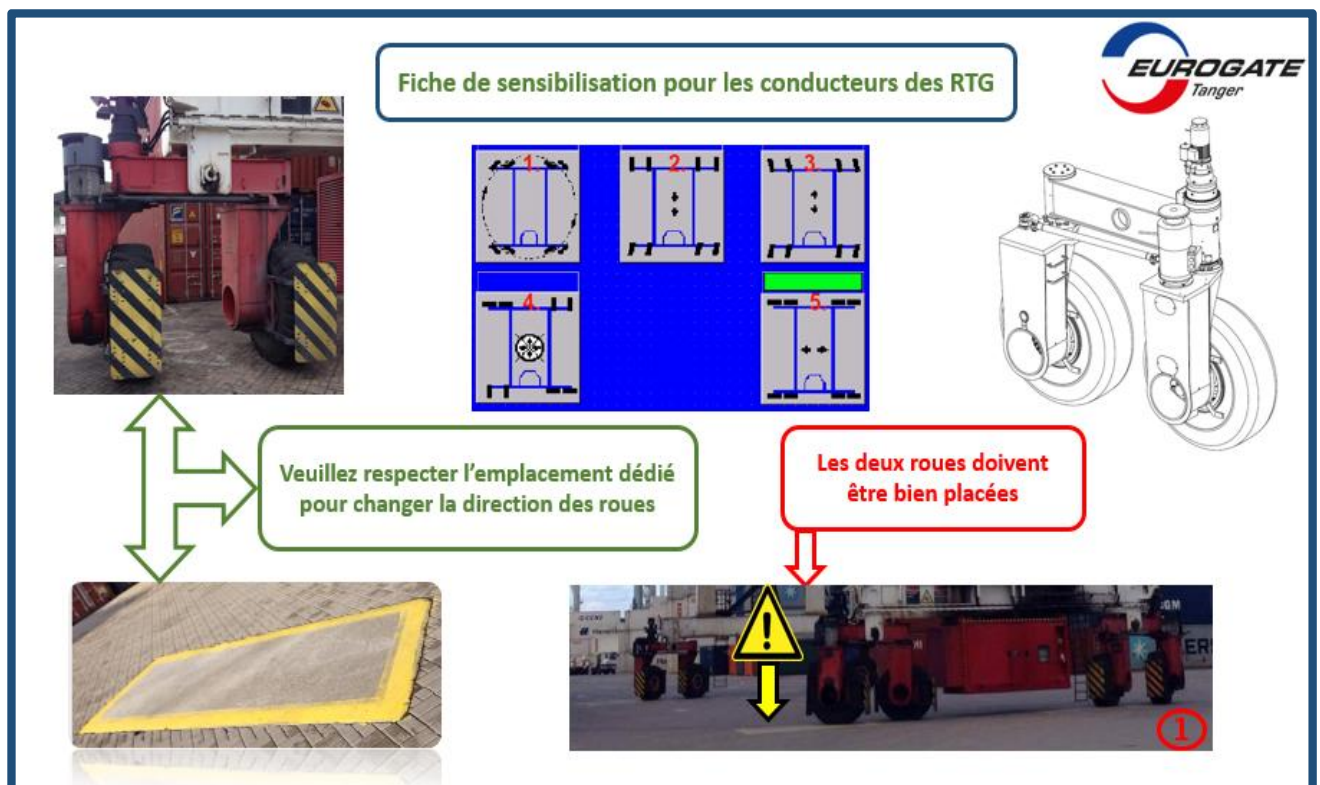 Fiche de sensibilisation pour les conducteurs des RTG
EUROGATE
Tanger
1
2
3
4
5
Veuillez respecter l'emplacement dédié
pour changer la direction des roues
Les deux roues doivent
être bien placées
1